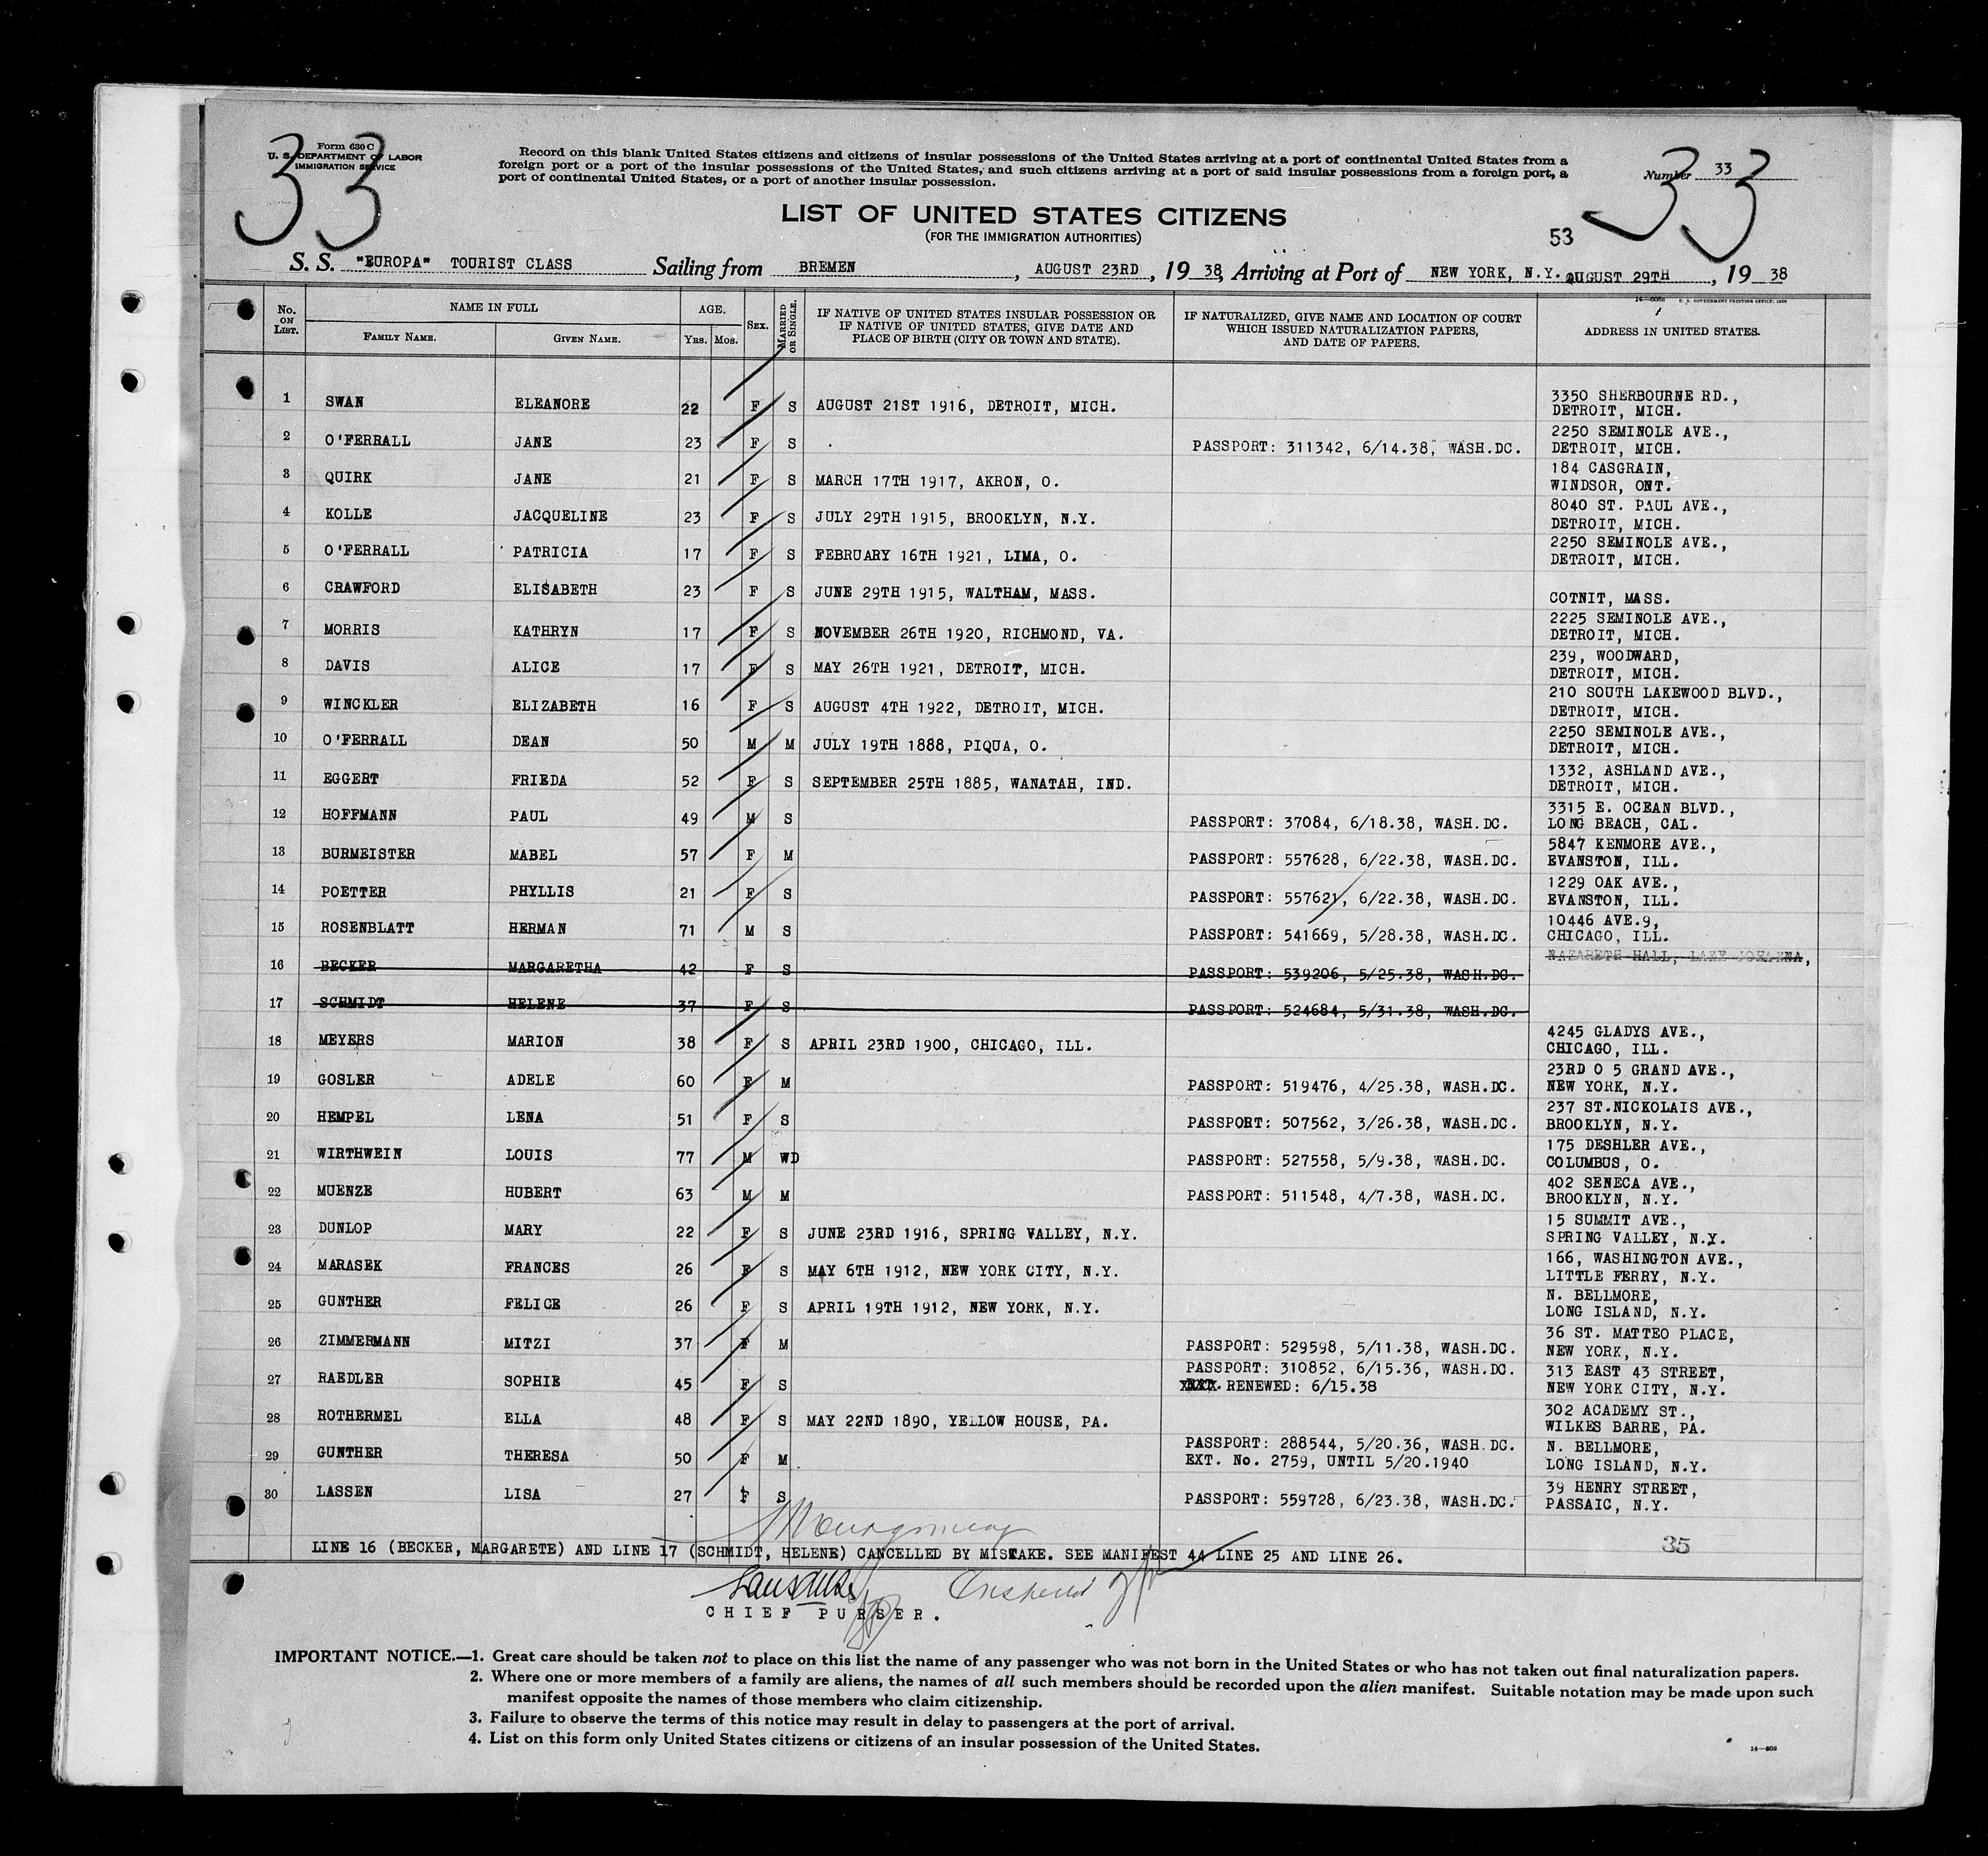 33
Form 630 C
U. S. DEPARTMENT OF LABOR
IMMIGRATION SERVICE
Record on this blank United States citizens and citizens of insular possessions of the United States arriving at a port of continental United States from a
foreign port or a port of the insular possessions of the United States, and such citizens arriving at a port of said insular possessions from a foreign port, a
port of continental United States, or a port of another insular possession.
Number 33
33
LIST OF UNITED STATES CITIZENS
(FOR THE IMMIGRATION AUTHORITIES)
53
S. S. "EUROPA" TOURIST CLASS Sailing from BREMEN, AUGUST 23RD, 19 38, Arriving at Port of NEW YORK, N.Y. AUGUST 29TH, 19 38
14—608 U. S. GOVERNMENT PRINTING OFFICE: 1938
No. ON LIST. NAME IN FULL FAMILY NAME. GIVEN NAME. AGE. YRS. MOS. SEX. MARRIED OR SINGLE. IF NATIVE OF UNITED STATES INSULAR POSSESSION OR IF NATIVE OF UNITED STATES, GIVE DATE AND PLACE OF BIRTH (CITY OR TOWN AND STATE). IF NATURALIZED, GIVE NAME AND LOCATION OF COURT WHICH ISSUED NATURALIZATION PAPERS, AND DATE OF PAPERS. ADDRESS IN UNITED STATES.
1 SWAN ELEANORE 22 F S AUGUST 21ST 1916, DETROIT, MICH. 3350 SHERBOURNE RD., DETROIT, MICH.
2 O'FERRALL JANE 23 F S PASSPORT: 311342, 6/14.38, WASH.DC. 2250 SEMINOLE AVE., DETROIT, MICH.
3 QUIRK JANE 21 F S MARCH 17TH 1917, AKRON, O. 184 CASGRAIN, WINDSOR, ONT.
4 KOLLE JACQUELINE 23 F S JULY 29TH 1915, BROOKLYN, N.Y. 8040 ST. PAUL AVE., DETROIT, MICH.
5 O'FERRALL PATRICIA 17 F S FEBRUARY 16TH 1921, LIMA, O. 2250 SEMINOLE AVE., DETROIT, MICH.
6 CRAWFORD ELISABETH 23 F S JUNE 29TH 1915, WALTHAM, MASS. COTNIT, MASS.
7 MORRIS KATHRYN 17 F S NOVEMBER 26TH 1920, RICHMOND, VA. 2225 SEMINOLE AVE., DETROIT, MICH.
8 DAVIS ALICE 17 F S MAY 26TH 1921, DETROIT, MICH. 239, WOODWARD, DETROIT, MICH.
9 WINCKLER ELIZABETH 16 F S AUGUST 4TH 1922, DETROIT, MICH. 210 SOUTH LAKEWOOD BLVD., DETROIT, MICH.
10 O'FERRALL DEAN 50 M M JULY 19TH 1888, PIQUA, O. 2250 SEMINOLE AVE., DETROIT, MICH.
11 EGGERT FRIEDA 52 F S SEPTEMBER 25TH 1885, WANATAH, IND. 1332, ASHLAND AVE., DETROIT, MICH.
12 HOFFMANN PAUL 49 M S PASSPORT: 37084, 6/18.38, WASH.DC. 3315 E. OCEAN BLVD., LONG BEACH, CAL.
13 BURMEISTER MABEL 57 F M PASSPORT: 557628, 6/22.38, WASH.DC. 5847 KENMORE AVE., EVANSTON, ILL.
14 POETTER PHYLLIS 21 F S PASSPORT: 557621, 6/22.38, WASH.DC. 1229 OAK AVE., EVANSTON, ILL.
15 ROSENBLATT HERMAN 71 M S PASSPORT: 541669, 5/28.38, WASH.DC. 10446 AVE.9, CHICAGO, ILL.
16 BECKER MARGARETHA 42 F S PASSPORT: 539206, 5/25.38, WASH.DC. NAZARETH HALL, LAKE JOHANNA,
17 SCHMIDT HELENE 37 F S PASSPORT: 524684, 5/31.38, WASH.DC.
18 MEYERS MARION 38 F S APRIL 23RD 1900, CHICAGO, ILL. 4245 GLADYS AVE., CHICAGO, ILL.
19 GOSLER ADELE 60 F M PASSPORT: 519476, 4/25.38, WASH.DC. 23RD O 5 GRAND AVE., NEW YORK, N.Y.
20 HEMPEL LENA 51 F S PASSPORT: 507562, 3/26.38, WASH.DC. 237 ST.NICKOLAIS AVE., BROOKLYN, N.Y.
21 WIRTHWEIN LOUIS 77 M WD PASSPORT: 527558, 5/9.38, WASH.DC. 175 DESHLER AVE., COLUMBUS, O.
22 MUENZE HUBERT 63 M M PASSPORT: 511548, 4/7.38, WASH.DC. 402 SENECA AVE., BROOKLYN, N.Y.
23 DUNLOP MARY 22 F S JUNE 23RD 1916, SPRING VALLEY, N.Y. 15 SUMMIT AVE., SPRING VALLEY, N.Y.
24 MARASEK FRANCES 26 F S MAY 6TH 1912, NEW YORK CITY, N.Y. 166, WASHINGTON AVE., LITTLE FERRY, N.Y.
25 GUNTHER FELICE 26 F S APRIL 19TH 1912, NEW YORK, N.Y. N. BELLMORE, LONG ISLAND, N.Y.
26 ZIMMERMANN MITZI 37 F M PASSPORT: 529598, 5/11.38, WASH.DC. 36 ST. MATTEO PLACE, NEW YORK, N.Y.
27 RAEDLER SOPHIE 45 F S PASSPORT: 310852, 6/15.36, WASH.DC. RENEWED: 6/15.38 313 EAST 43 STREET, NEW YORK CITY, N.Y.
28 ROTHERMEL ELLA 48 F S MAY 22ND 1890, YELLOW HOUSE, PA. 302 ACADEMY ST., WILKES BARRE, PA.
29 GUNTHER THERESA 50 F M PASSPORT: 288544, 5/20.36, WASH.DC. EXT. No. 2759, UNTIL 5/20.1940 N. BELLMORE, LONG ISLAND, N.Y.
30 LASSEN LISA 27 F S PASSPORT: 559728, 6/23.38, WASH.DC. 39 HENRY STREET, PASSAIC, N.Y.
35
LINE 16 (BECKER, MARGARETE) AND LINE 17 (SCHMIDT, HELENE) CANCELLED BY MISTAKE. SEE MANIFEST 44 LINE 25 AND LINE 26.
CHIEF PURSER.
IMPORTANT NOTICE.—1. Great care should be taken not to place on this list the name of any passenger who was not born in the United States or who has not taken out final naturalization papers.
2. Where one or more members of a family are aliens, the names of all such members should be recorded upon the alien manifest. Suitable notation may be made upon such
manifest opposite the names of those members who claim citizenship.
3. Failure to observe the terms of this notice may result in delay to passengers at the port of arrival.
4. List on this form only United States citizens or citizens of an insular possession of the United States.
14—608